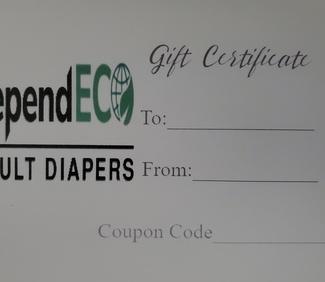 Gift Certificate
ependECO
ULT DIAPERS
To:
From:
Coupon Code